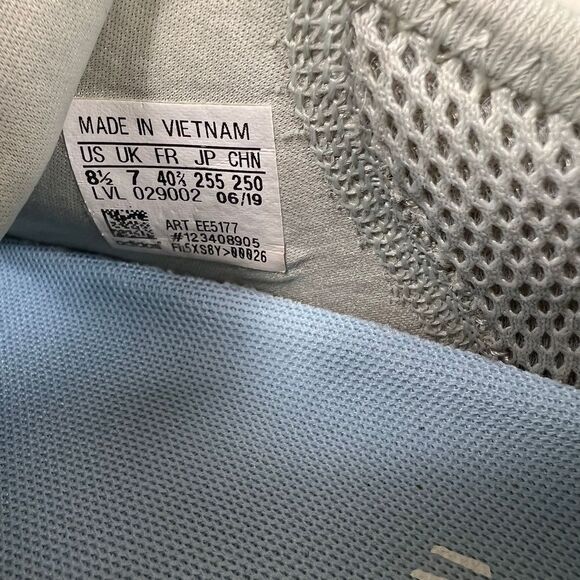 MADE IN VIETNAM
US UK FR JP CHN
8½ 7 40⅔ 255 250
LVL 029002 06/19
ART EE5177
#123408905
adidas